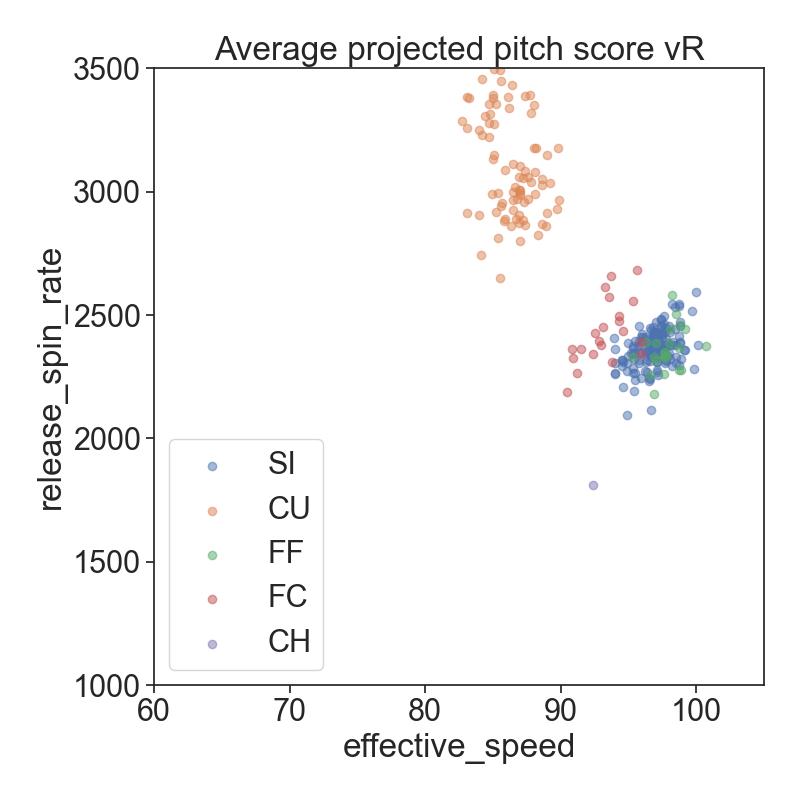 Average projected pitch score vR
3500
3000
2500
2000
1500
1000
release_spin_rate
SI
CU
FF
FC
CH
60
70
80
90
100
effective_speed